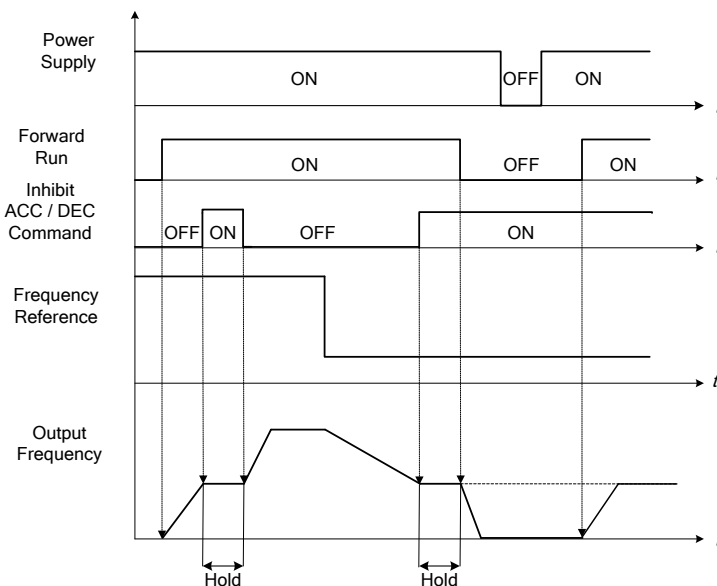 Power
Supply
ON
OFF
ON
Forward
Run
ON
OFF
ON
Inhibit
ACC / DEC
Command
OFF
ON
OFF
ON
Frequency
Reference
t
Output
Frequency
Hold
Hold